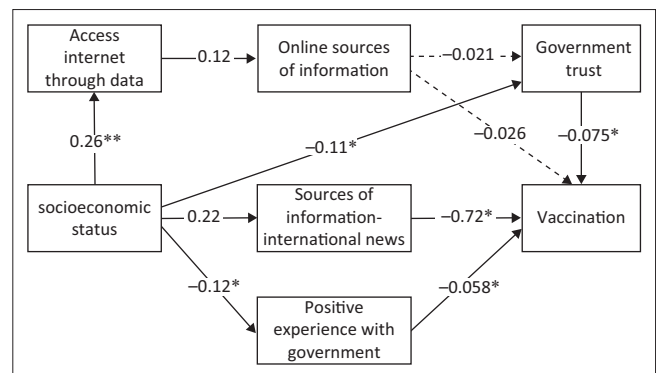 Access
internet
through data
0.12
Online sources
of information
–0.021
Government
trust
0.26**
–0.11*
–0.026
–0.075*
socioeconomic
status
0.22
Sources of
information-
international news
–0.72*
Vaccination
–0.12*
–0.058*
Positive
experience with
government